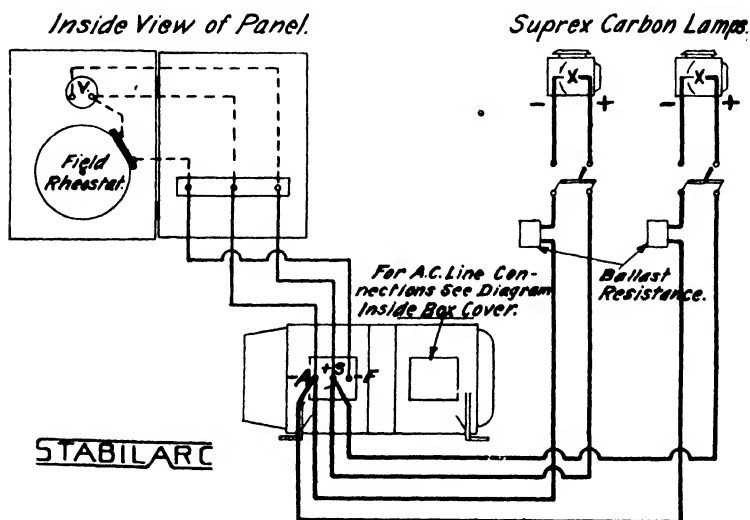 Inside View of Panel.
Suprex Carbon Lamps.
V.
X
X
- +
- +
Field
Rheostat.
For A.C. Line Con-
nections See Diagram
Inside Box Cover.
Ballast
Resistance.
-A +S -F
STABILARC